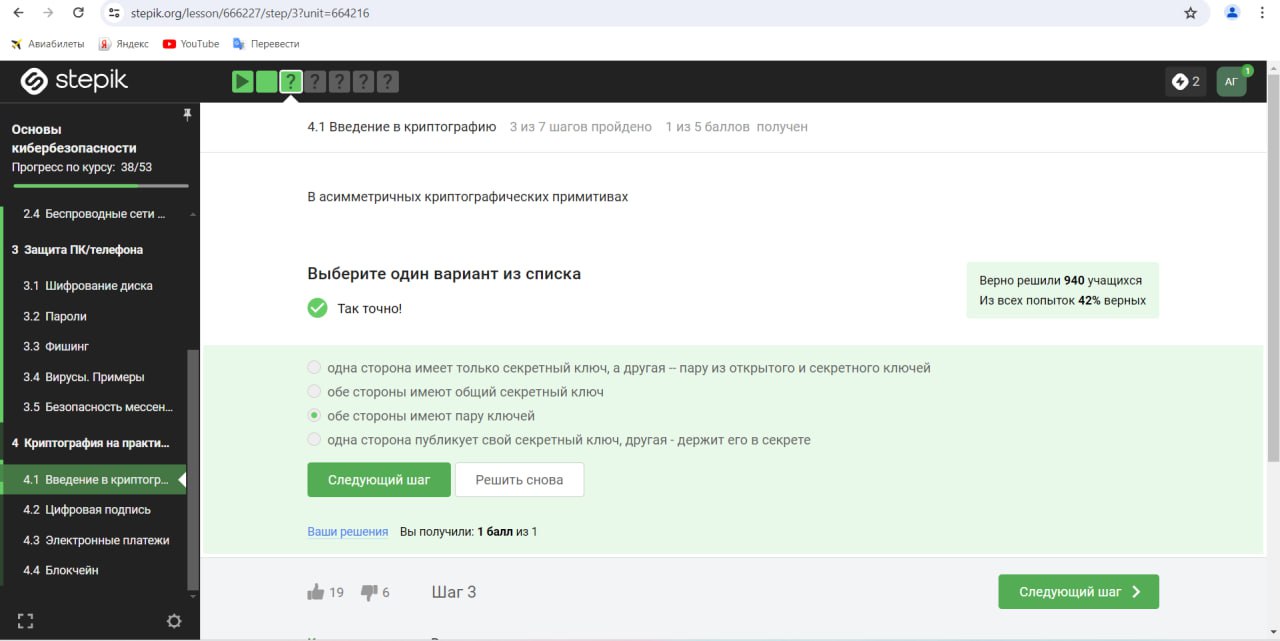 stepik.org/lesson/666227/step/3?unit=664216
Авиабилеты Яндекс YouTube Перевести
stepik
? ? ? ? ?
2
АГ
1
Основы
кибербезопасности
Прогресс по курсу: 38/53
2.4 Беспроводные сети ...
3 Защита ПК/телефона
3.1 Шифрование диска
3.2 Пароли
3.3 Фишинг
3.4 Вирусы. Примеры
3.5 Безопасность мессен...
4 Криптография на практи...
4.1 Введение в криптогр...
4.2 Цифровая подпись
4.3 Электронные платежи
4.4 Блокчейн
4.1 Введение в криптографию 3 из 7 шагов пройдено 1 из 5 баллов получен
В асимметричных криптографических примитивах
Выберите один вариант из списка
Так точно!
Верно решили 940 учащихся
Из всех попыток 42% верных
одна сторона имеет только секретный ключ, а другая -- пару из открытого и секретного ключей
обе стороны имеют общий секретный ключ
обе стороны имеют пару ключей
одна сторона публикует свой секретный ключ, другая - держит его в секрете
Следующий шаг Решить снова
Ваши решения Вы получили: 1 балл из 1
19 6 Шаг 3
Следующий шаг